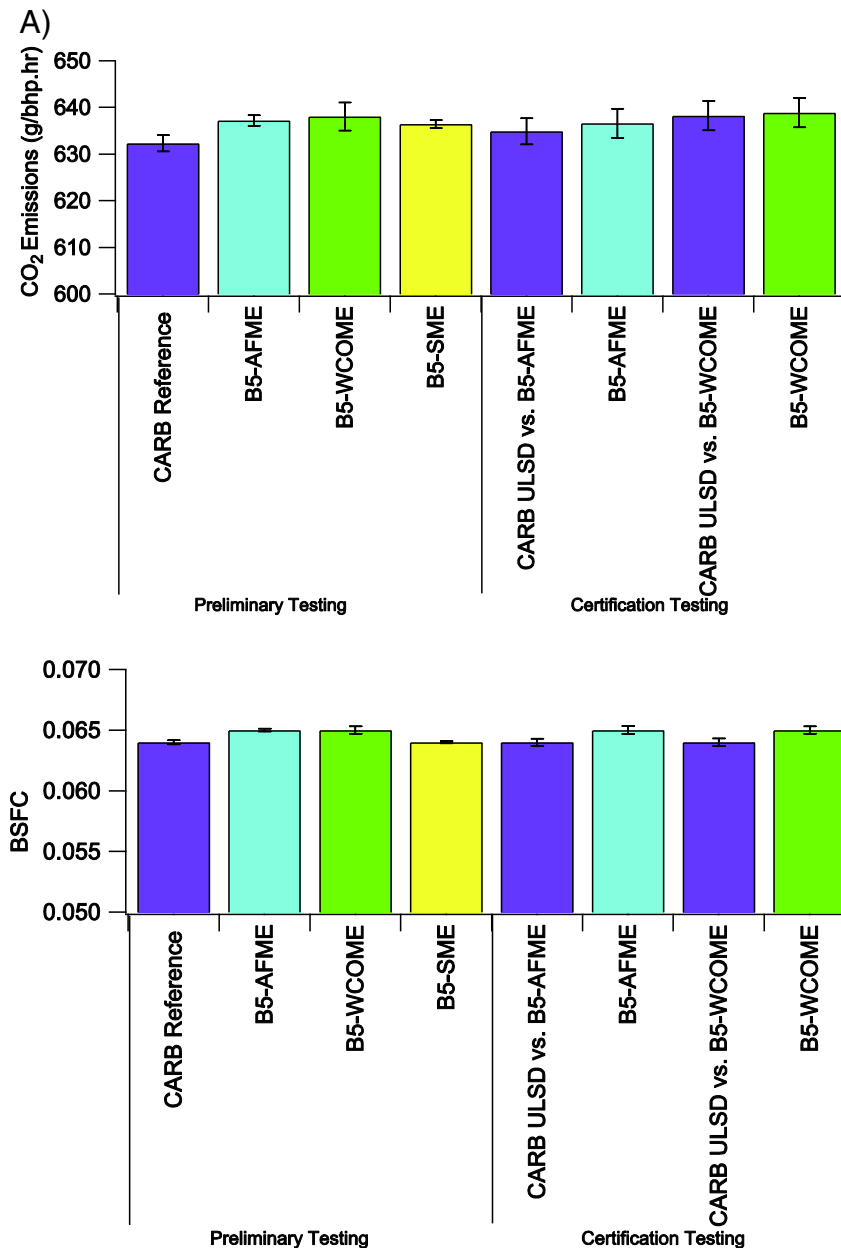 A)
CO2 Emissions (g/bhp.hr)
650
640
630
620
610
600
CARB Reference
B5-AFME
B5-WCOME
B5-SME
CARB ULSD vs. B5-AFME
B5-AFME
CARB ULSD vs. B5-WCOME
B5-WCOME
Preliminary Testing
Certification Testing
BSFC
0.070
0.065
0.060
0.055
0.050
CARB Reference
B5-AFME
B5-WCOME
B5-SME
CARB ULSD vs. B5-AFME
B5-AFME
CARB ULSD vs. B5-WCOME
B5-WCOME
Preliminary Testing
Certification Testing